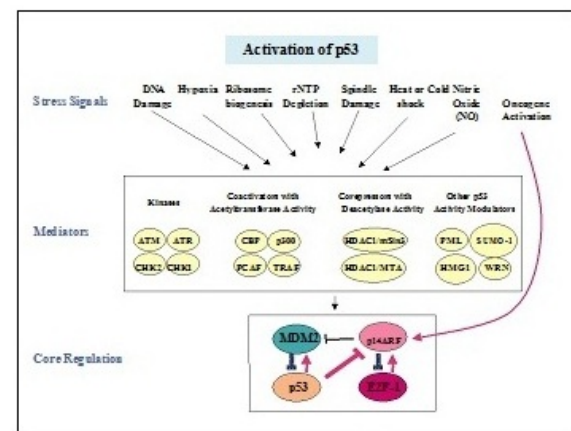 Activation of p53
Stress Signals
DNA Damage
Hypoxia
Ribosome biogenesis
rNTP Depletion
Spindle Damage
Heat or Cold shock
Nitric Oxide (NO)
Oncogene Activation
Mediators
Kinases
Coactivators with
Acetyltransferase Activity
Corepressors with
Deacetylase Activity
Other p53
Activity Modulators
ATM ATR
CHK2 CHK1
CBP p300
PCAF TRAF
HDAC1/mSin3
HDAC1/MTA
PML SUMO-1
HMG1 WRN
Core Regulation
MDM2
p14ARF
p53
E2F-1